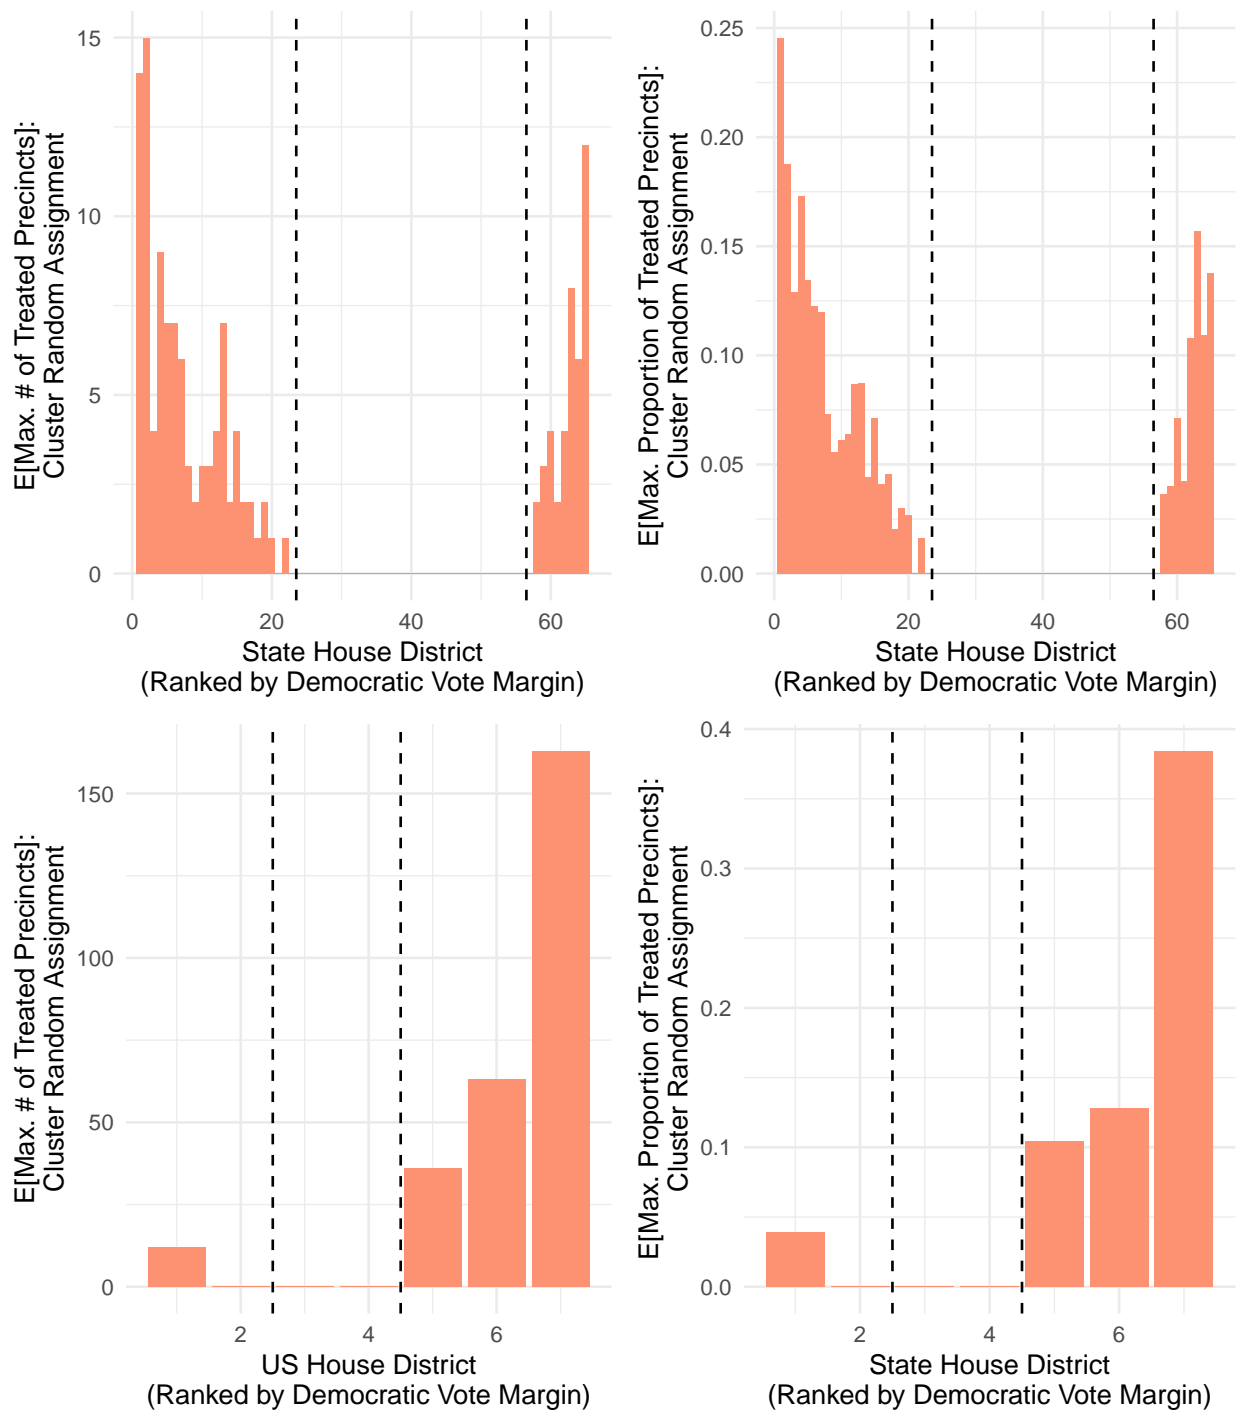 E[Max. # of Treated Precincts]:
Cluster Random Assignment
15
10
5
0
0
20
40
60
State House District
(Ranked by Democratic Vote Margin)
E[Max. Proportion of Treated Precincts]:
Cluster Random Assignment
0.25
0.20
0.15
0.10
0.05
0.00
0
20
40
60
State House District
(Ranked by Democratic Vote Margin)
E[Max. # of Treated Precincts]:
Cluster Random Assignment
150
100
50
0
2
4
6
US House District
(Ranked by Democratic Vote Margin)
E[Max. Proportion of Treated Precincts]:
Cluster Random Assignment
0.4
0.3
0.2
0.1
0.0
2
4
6
State House District
(Ranked by Democratic Vote Margin)